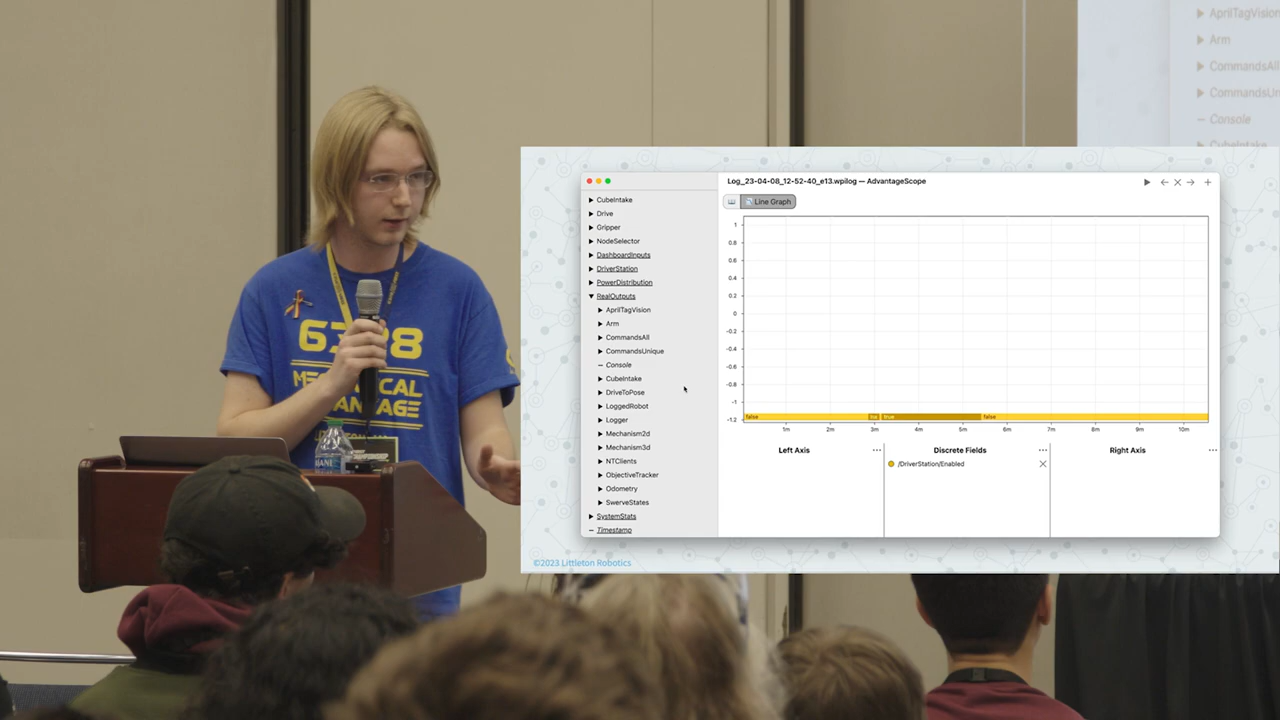 AprilTagVision
Arm
CommandsAll
CommandsUn
Console
CubeIntake
Log_23-04-08_12-52-40_e13.wpilog — AdvantageScope
Line Graph
CubeIntake
Drive
Gripper
NodeSelector
DashboardInputs
DriverStation
PowerDistribution
RealOutputs
AprilTagVision
Arm
CommandsAll
CommandsUnique
Console
CubeIntake
DriveToPose
LoggedRobot
Logger
Mechanism2d
Mechanism3d
NTClients
ObjectiveTracker
Odometry
SwerveStates
SystemStats
Timestamp
1
0.8
0.6
0.4
0.2
0
-0.2
-0.4
-0.6
-0.8
-1
-1.2
false true false
1m 2m 3m 4m 5m 6m 7m 8m 9m 10m
Left Axis Discrete Fields Right Axis
/DriverStation/Enabled
©2023 Littleton Robotics
6328